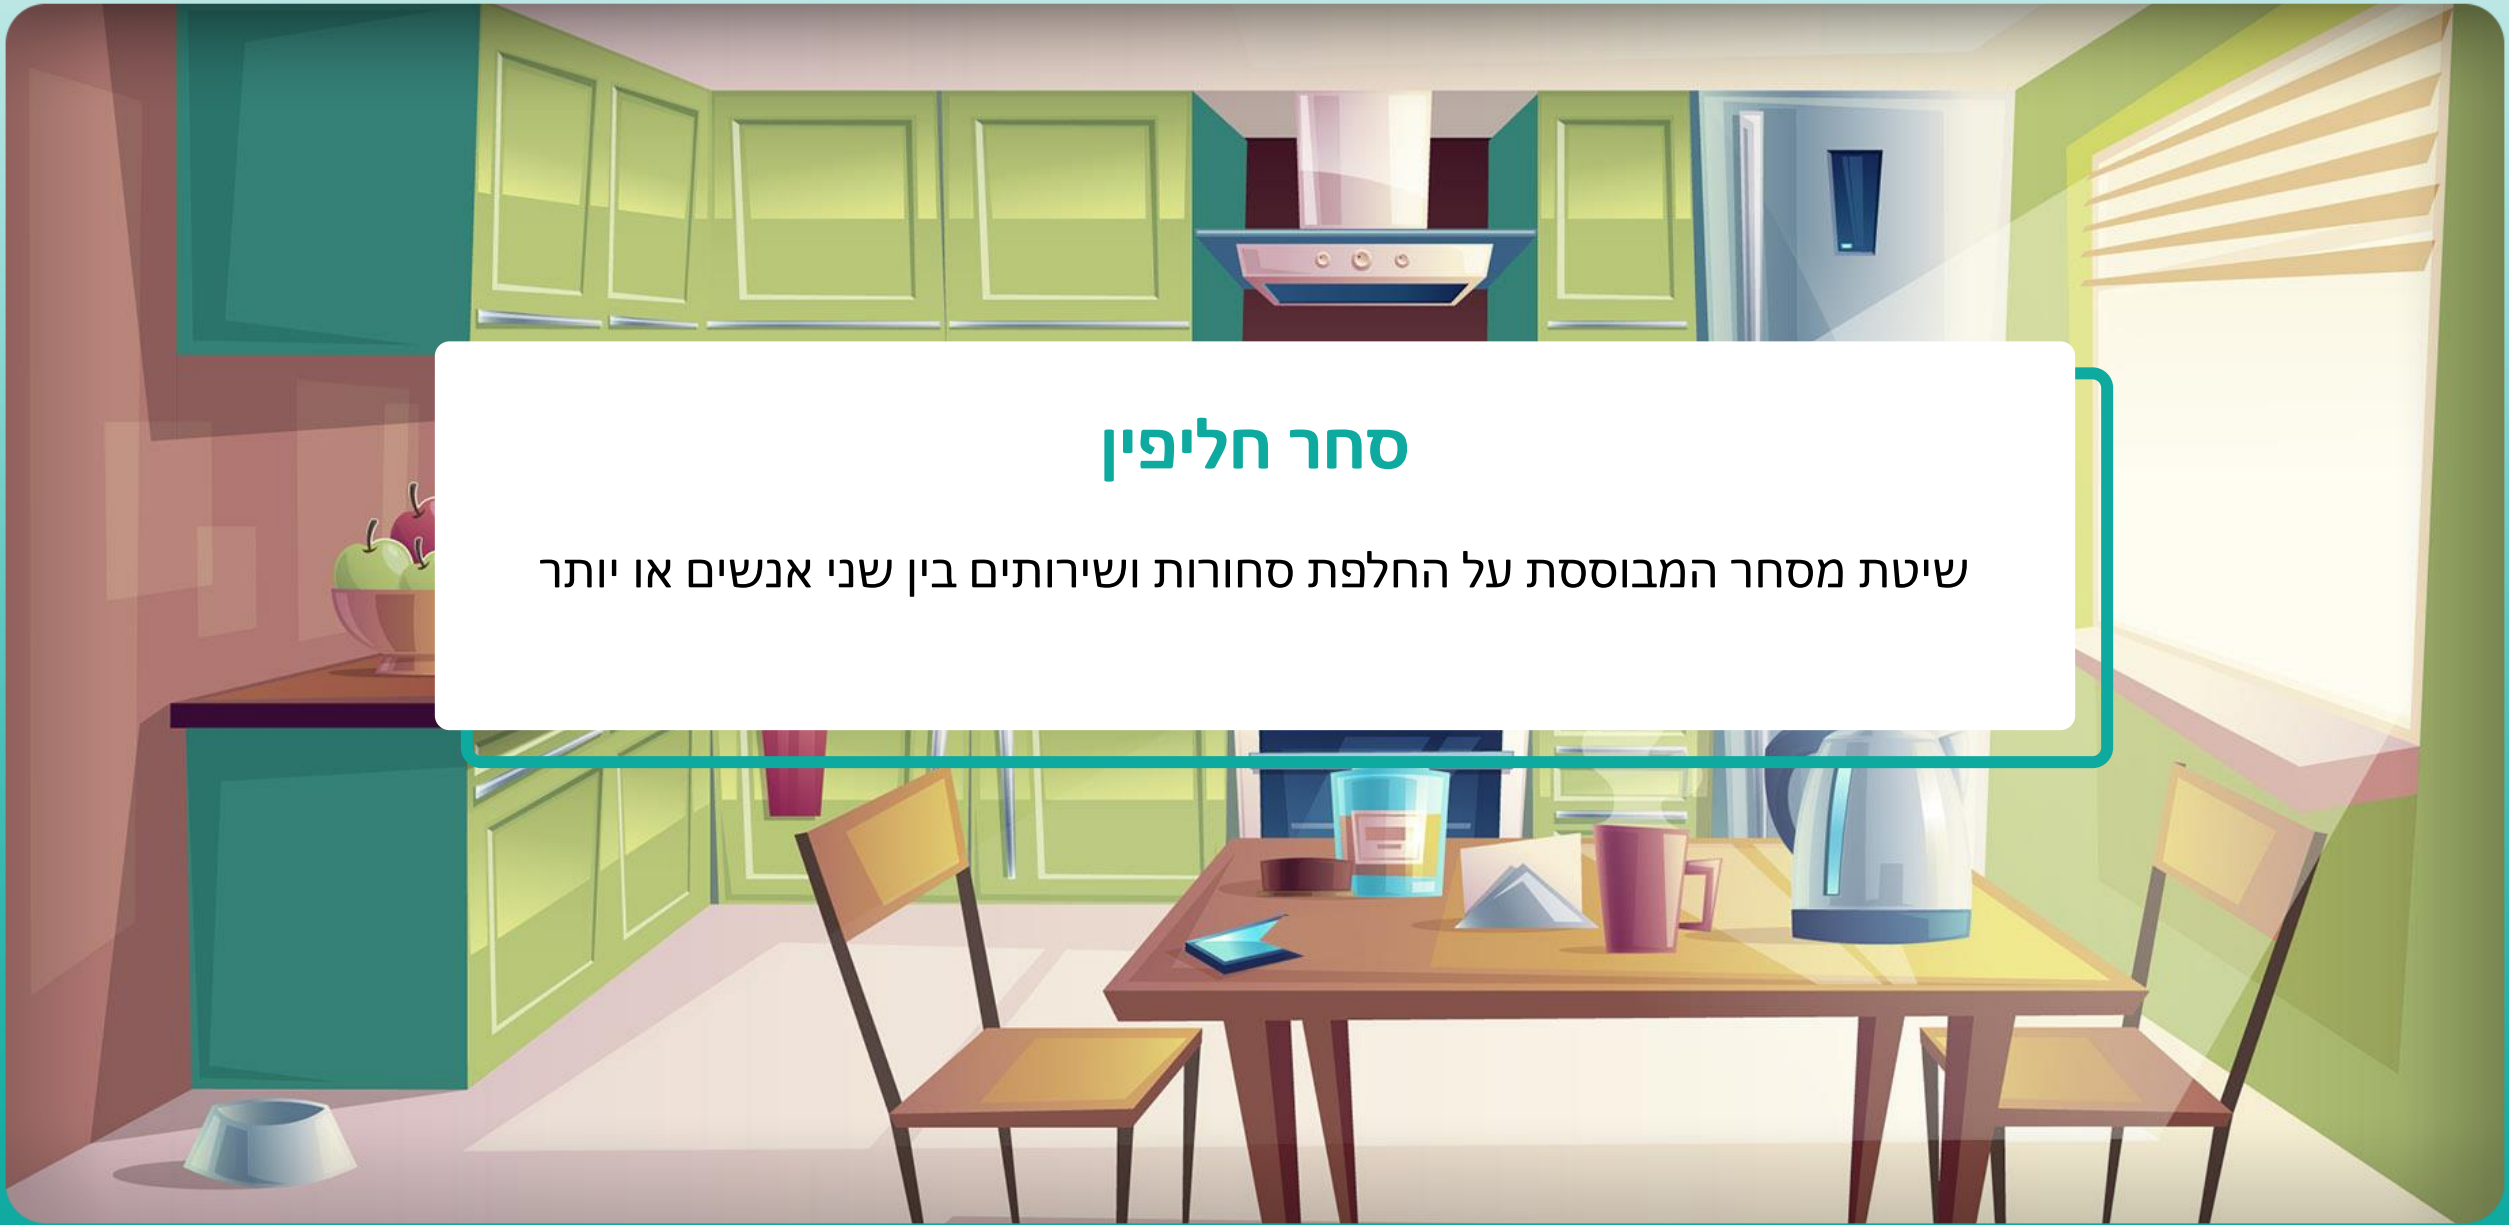 סחר חליפין
שיטת מסחר המבוססת על החלפת סחורות ושירותים בין שני אנשים או יותר